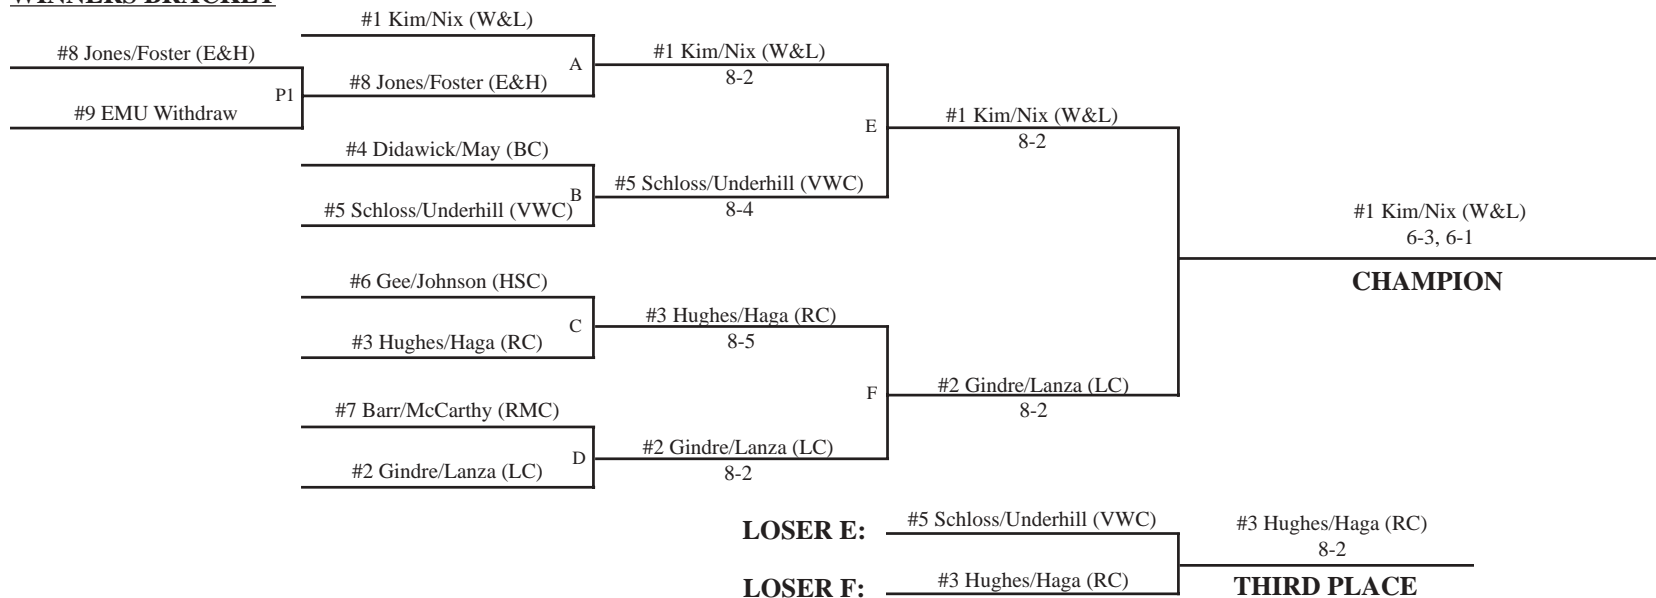 WINNERS BRACKET
#1 Kim/Nix (W&L)
#8 Jones/Foster (E&H)
#1 Kim/Nix (W&L)
A
8-2
#8 Jones/Foster (E&H)
P1
#9 EMU Withdraw
#1 Kim/Nix (W&L)
E
8-2
#4 Didawick/May (BC)
#5 Schloss/Underhill (VWC)
B
8-4
#5 Schloss/Underhill (VWC)
#1 Kim/Nix (W&L)
6-3, 6-1
CHAMPION
#6 Gee/Johnson (HSC)
#3 Hughes/Haga (RC)
C
8-5
#3 Hughes/Haga (RC)
#2 Gindre/Lanza (LC)
F
8-2
#7 Barr/McCarthy (RMC)
#2 Gindre/Lanza (LC)
D
8-2
#2 Gindre/Lanza (LC)
LOSER E:
#5 Schloss/Underhill (VWC)
#3 Hughes/Haga (RC)
8-2
LOSER F:
#3 Hughes/Haga (RC)
THIRD PLACE